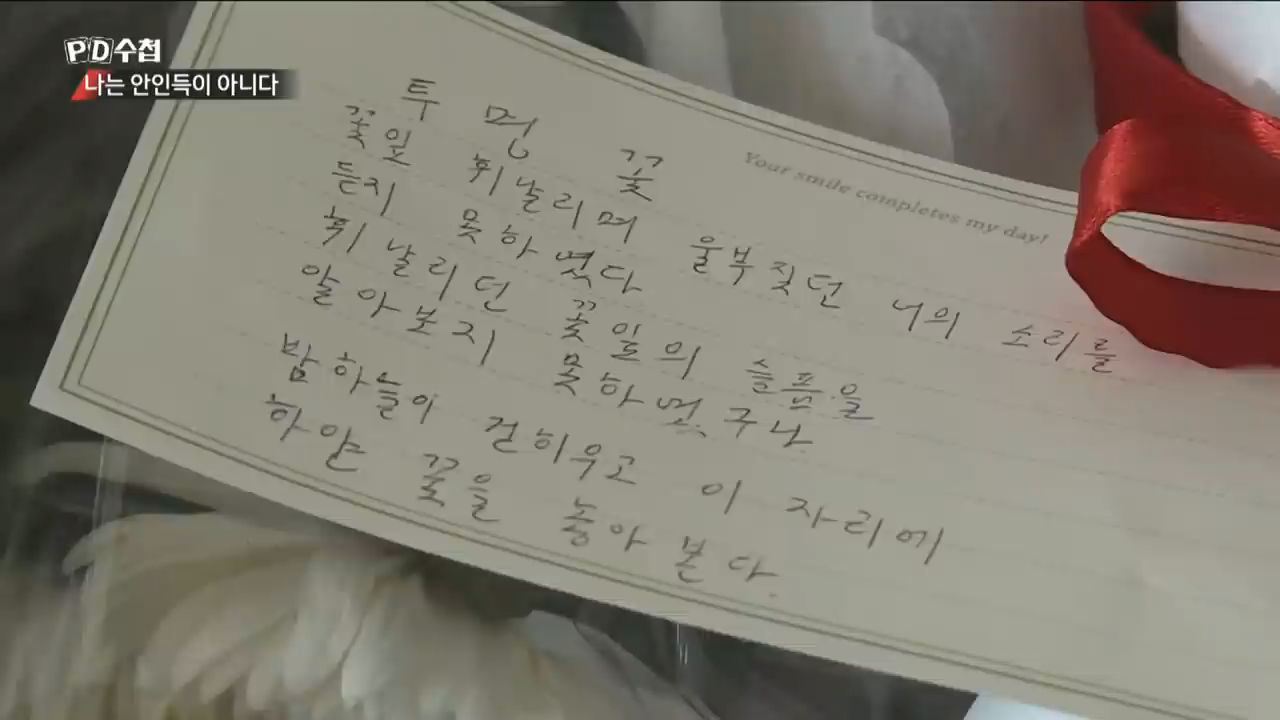 PD수첩
나는 안인득이 아니다
Your smile completes my day!
투명 꽃
꽃잎 휘날리며 울부짖던 너의 소리를
듣지 못하였다
휘날리던 꽃잎의 슬픔을
알아보지 못하였구나
밤하늘이 걷히우고 이 자리에
하얀 꽃을 놓아 본다.